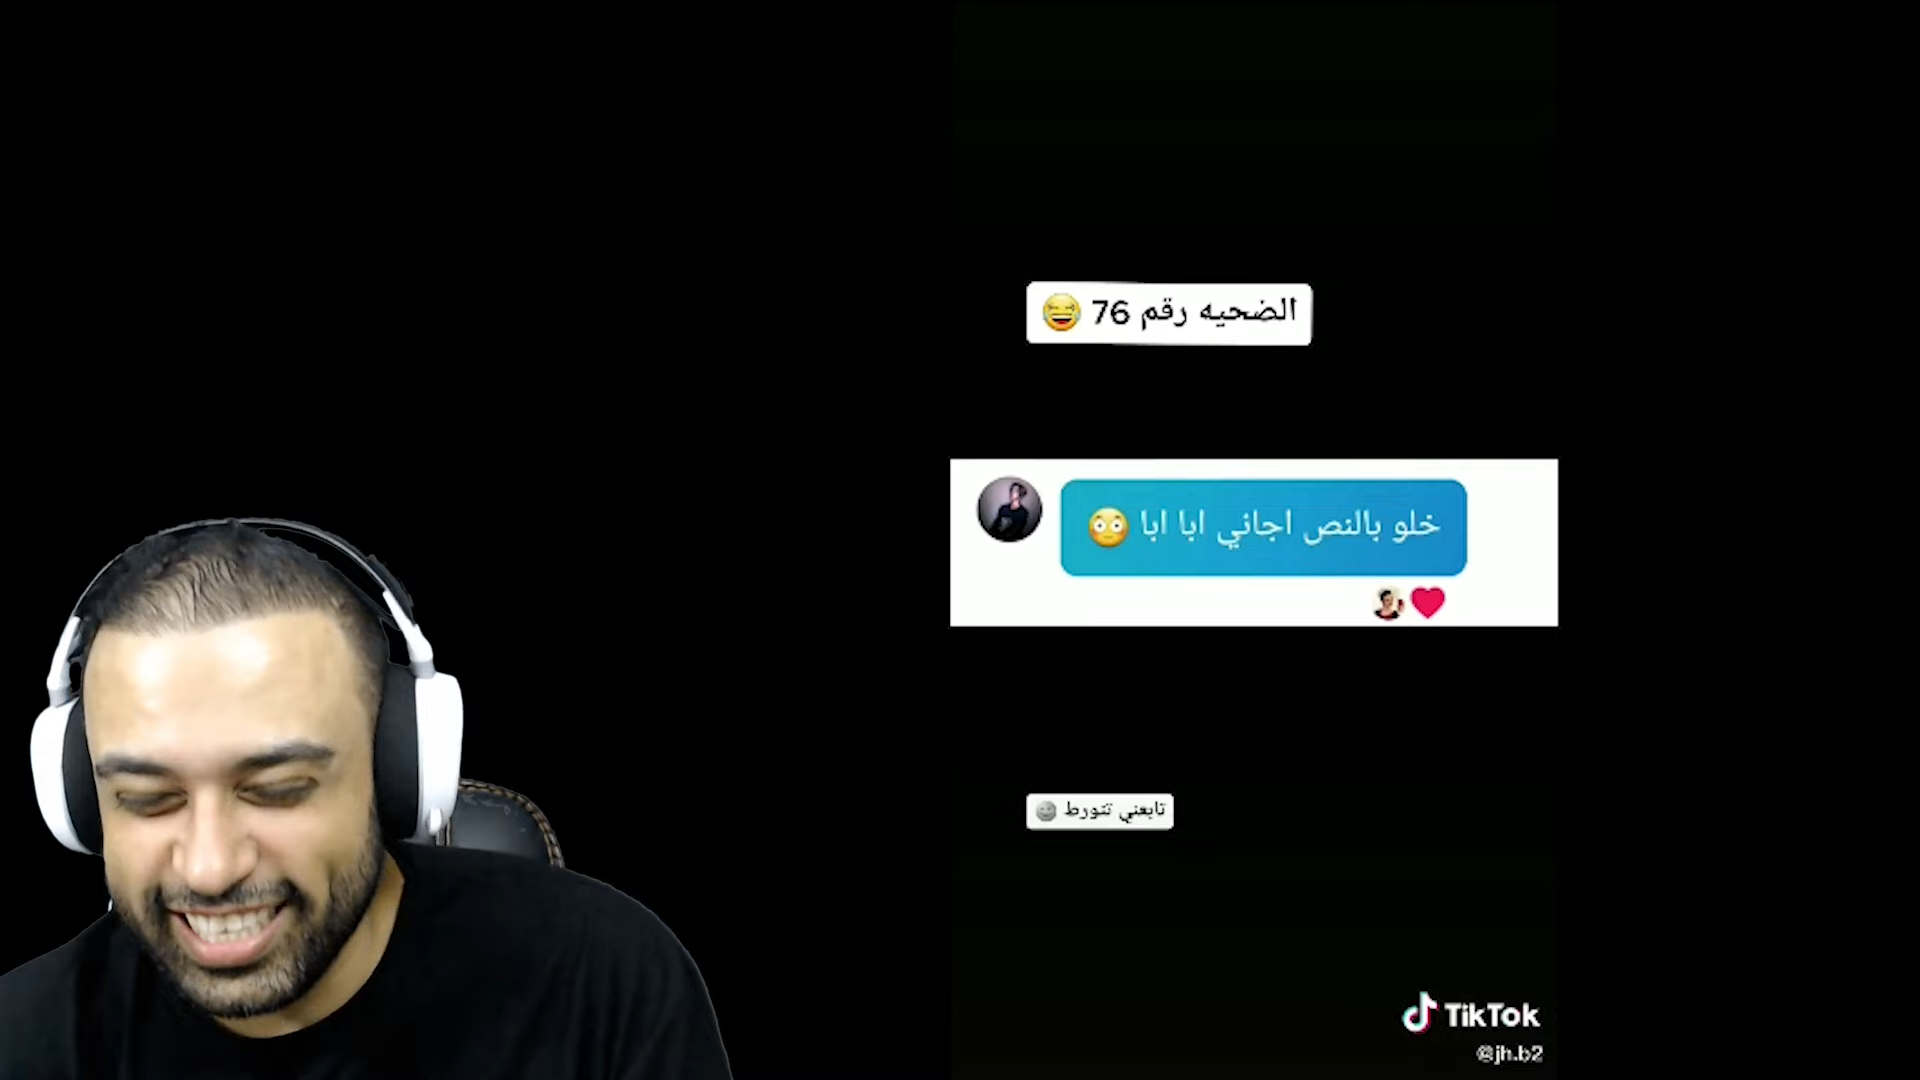 الضحيه رقم 76 😂
خلو بالنص اجاني ابا ابا 😳
تابعني تتورط
TikTok
@jh.b2